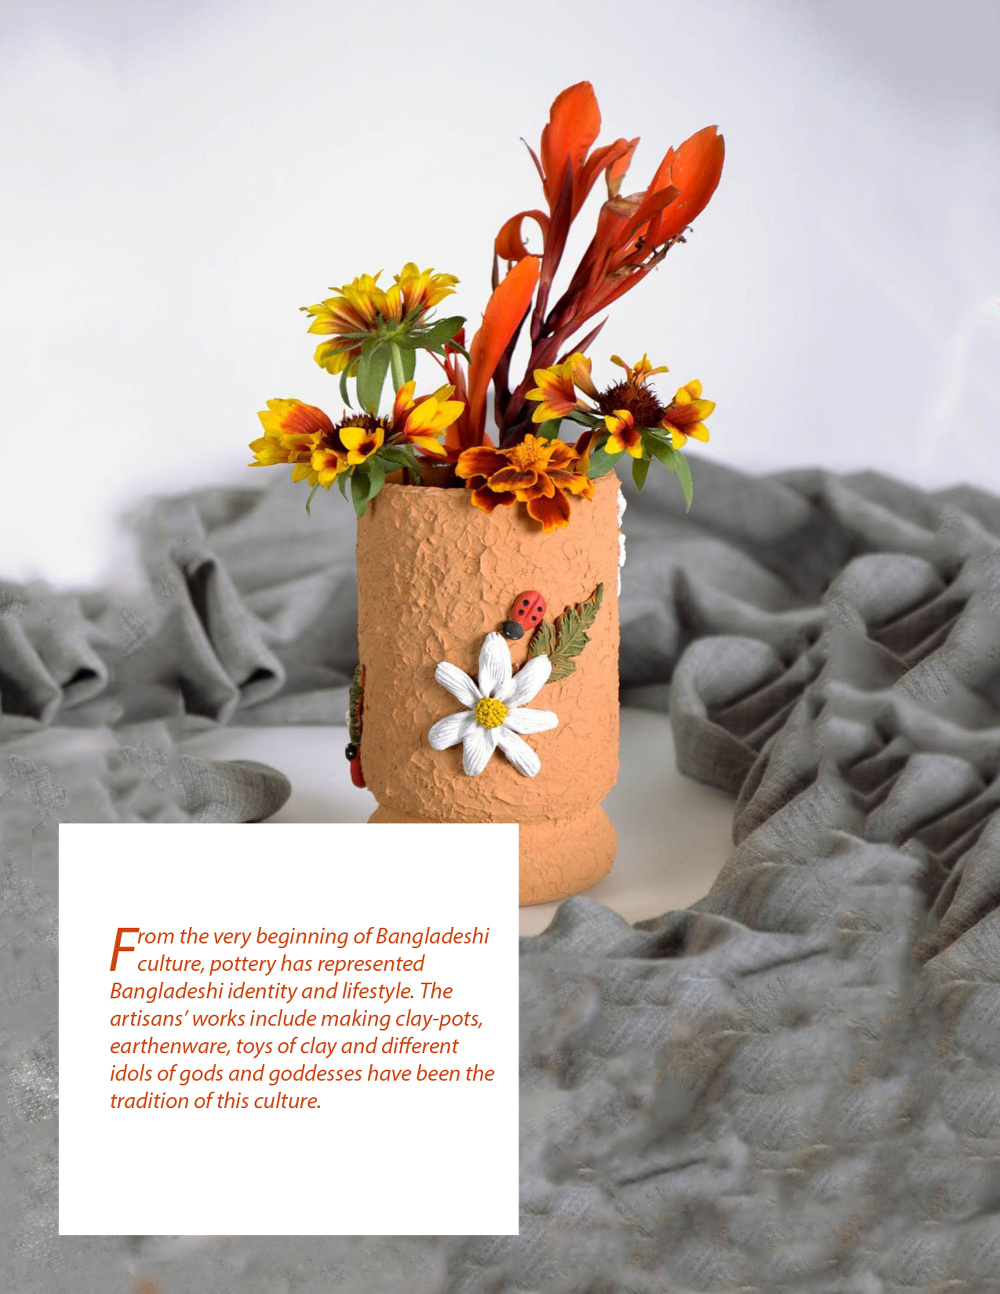 From the very beginning of Bangladeshi
culture, pottery has represented
Bangladeshi identity and lifestyle. The
artisans’ works include making clay-pots,
earthenware, toys of clay and different
idols of gods and goddesses have been the
tradition of this culture.